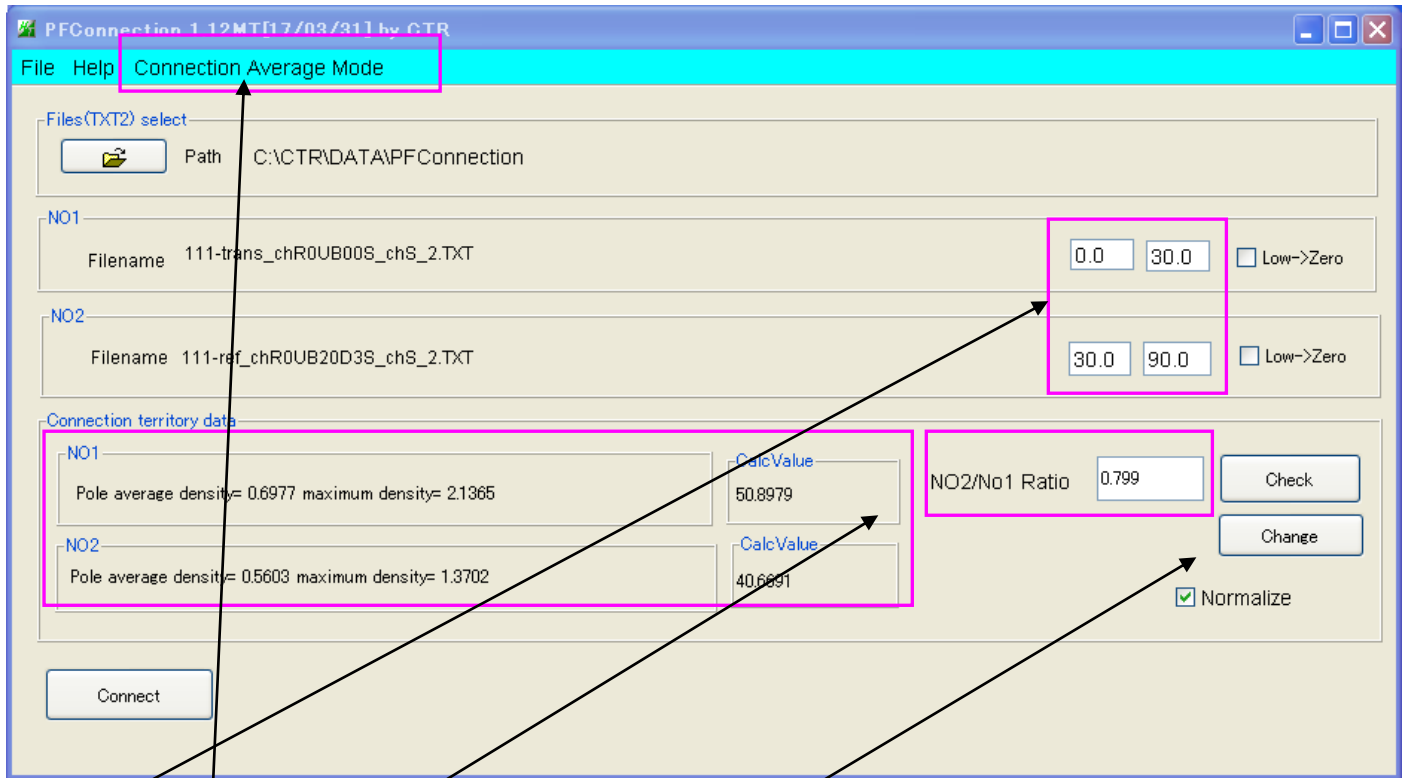 PFConnection 1.12MT[17/03/31] by CTR
File Help Connection Average Mode
Files(TXT2) select
Path C:\CTR\DATA\PFConnection
NO1
Filename 111-trans_chR0UB00S_chS_2.TXT 0.0 30.0 Low->Zero
NO2
Filename 111-ref_chR0UB20D3S_chS_2.TXT 30.0 90.0 Low->Zero
Connection territory data
NO1 CalcValue
Pole average density= 0.6977 maximum density= 2.1365 50.8979
NO2/No1 Ratio 0.799 Check
Change
NO2 CalcValue
Pole average density= 0.5603 maximum density= 1.3702 40.6691
Normalize
Connect